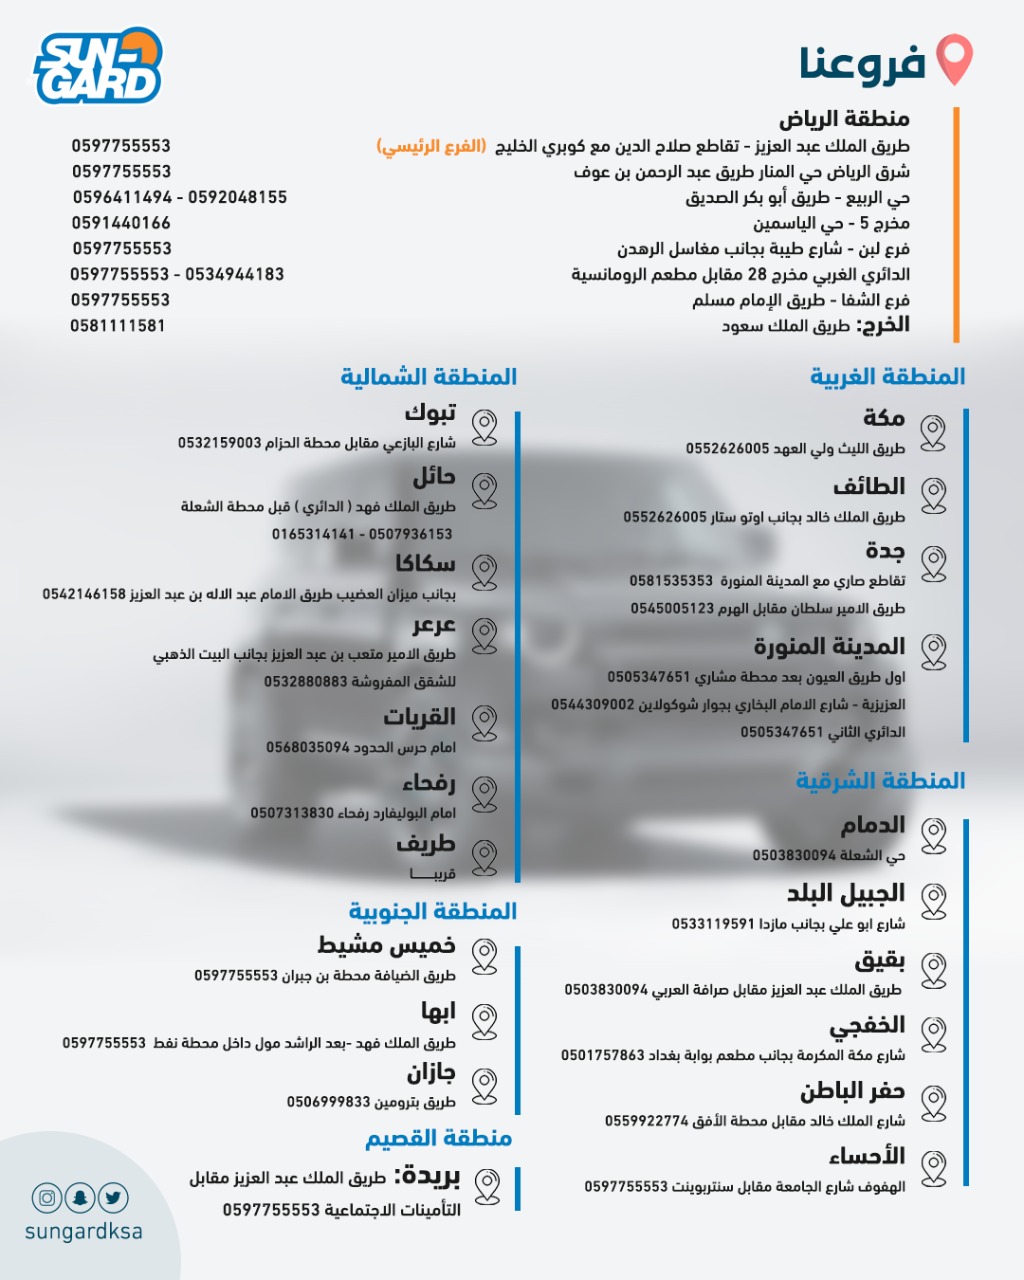 SUN-GARD
فروعنا
منطقة الرياض
طريق الملك عبد العزيز - تقاطع صلاح الدين مع كوبري الخليج (الفرع الرئيسي) 0597755553
شرق الرياض حي المنار طريق عبد الرحمن بن عوف 0597755553
حي الربيع - طريق أبو بكر الصديق 0596411494 - 0592048155
مخرج 5 - حي الياسمين 0591440166
فرع لبن - شارع طيبة بجانب مغاسل الرهدن 0597755553
الدائري الغربي مخرج 28 مقابل مطعم الرومانسية 0597755553 - 0534944183
فرع الشفا - طريق الإمام مسلم 0597755553
الخرج: طريق الملك سعود 0581111581
المنطقة الغربية
مكة
طريق الليث ولي العهد 0552626005
الطائف
طريق الملك خالد بجانب اوتو ستار 0552626005
جدة
تقاطع صاري مع المدينة المنورة 0581535353
طريق الامير سلطان مقابل الهرم 0545005123
المدينة المنورة
اول طريق العيون بعد محطة مشاري 0505347651
العزيزية - شارع الامام البخاري بجوار شوكولاين 0544309002
الدائري الثاني 0505347651
المنطقة الشرقية
الدمام
حي الشعلة 0503830094
الجبيل البلد
شارع ابو علي بجانب مازدا 0533119591
بقيق
طريق الملك عبد العزيز مقابل صرافة العربي 0503830094
الخفجي
شارع مكة المكرمة بجانب مطعم بوابة بغداد 0501757863
حفر الباطن
شارع الملك خالد مقابل محطة الأفق 0559922774
الأحساء
الهفوف شارع الجامعة مقابل سنتربوينت 0597755553
المنطقة الشمالية
تبوك
شارع البازعي مقابل محطة الحزام 0532159003
حائل
طريق الملك فهد ( الدائري ) قبل محطة الشعلة
0165314141 - 0507936153
سكاكا
بجانب ميزان العضيب طريق الامام عبد الاله بن عبد العزيز 0542146158
عرعر
طريق الامير متعب بن عبد العزيز بجانب البيت الذهبي
للشقق المفروشة 0532880883
القريات
امام حرس الحدود 0568035094
رفحاء
امام البوليفارد رفحاء 0507313830
طريف
قريبـــــا
المنطقة الجنوبية
خميس مشيط
طريق الضيافة محطة بن جبران 0597755553
ابها
طريق الملك فهد -بعد الراشد مول داخل محطة نفط 0597755553
جازان
طريق بترومين 0506999833
منطقة القصيم
بريدة: طريق الملك عبد العزيز مقابل
التأمينات الاجتماعية 0597755553
sungardksa